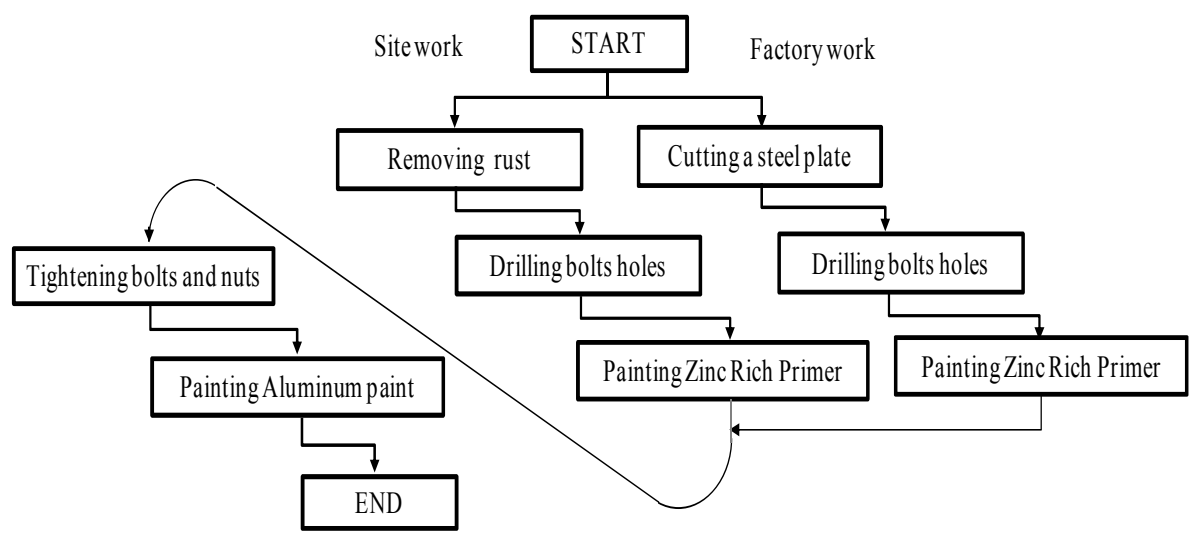 Site work
START
Factory work
Removing rust
Cutting a steel plate
Drilling bolts holes
Drilling bolts holes
Tightening bolts and nuts
Painting Zinc Rich Primer
Painting Zinc Rich Primer
Painting Aluminum paint
END